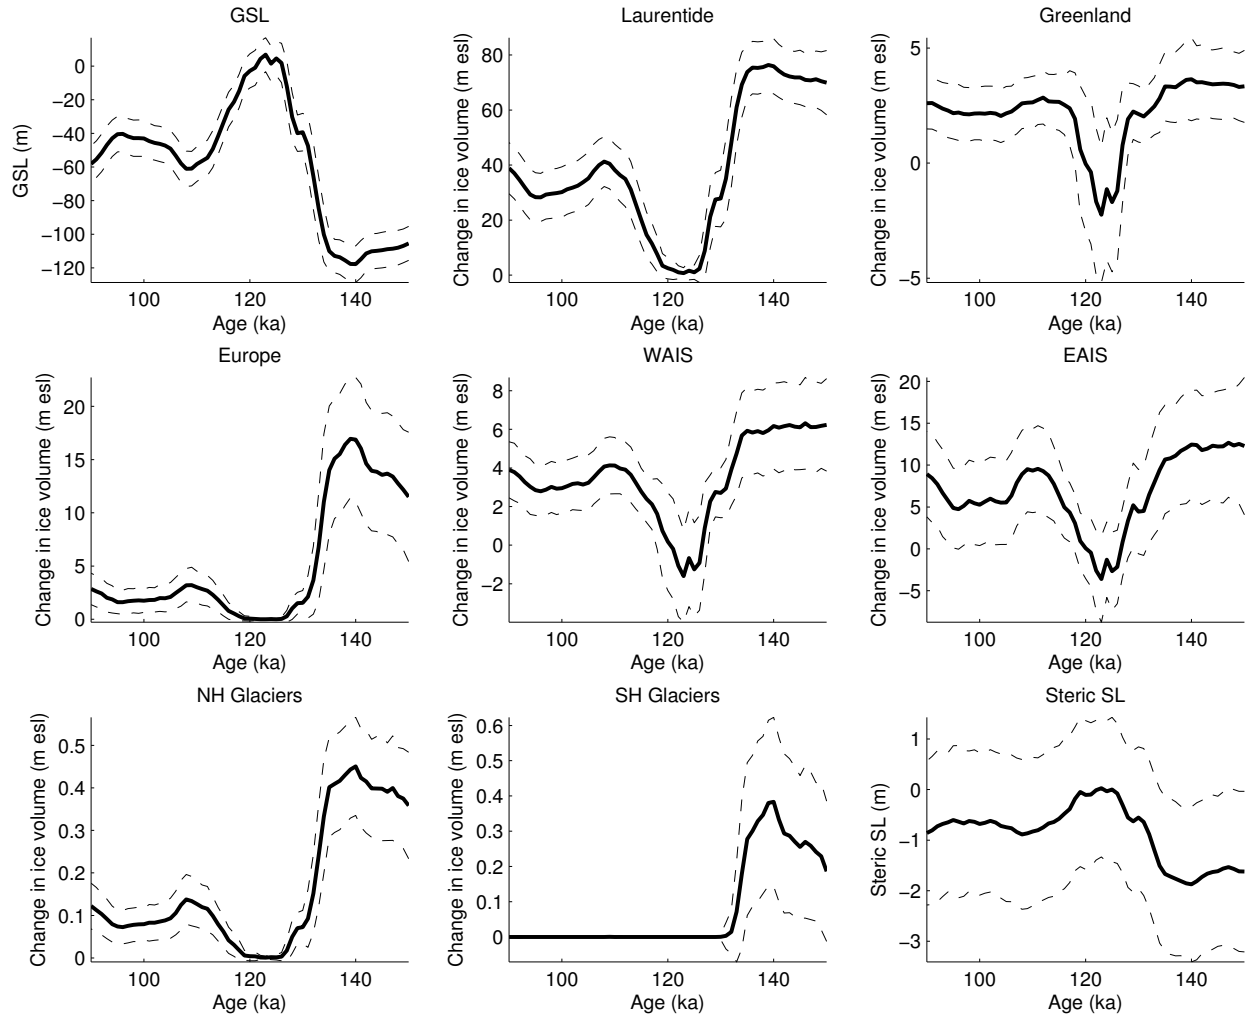 GSL
0
−20
−40
−60
−80
−100
−120
GSL (m)
100 120 140
Age (ka)
Laurentide
80
60
40
20
0
Change in ice volume (m esl)
100 120 140
Age (ka)
Greenland
5
0
−5
Change in ice volume (m esl)
100 120 140
Age (ka)
Europe
20
15
10
5
0
Change in ice volume (m esl)
100 120 140
Age (ka)
WAIS
8
6
4
2
0
−2
Change in ice volume (m esl)
100 120 140
Age (ka)
EAIS
20
15
10
5
0
−5
Change in ice volume (m esl)
100 120 140
Age (ka)
NH Glaciers
0.5
0.4
0.3
0.2
0.1
0
Change in ice volume (m esl)
100 120 140
Age (ka)
SH Glaciers
0.6
0.5
0.4
0.3
0.2
0.1
0
Change in ice volume (m esl)
100 120 140
Age (ka)
Steric SL
1
0
−1
−2
−3
Steric SL (m)
100 120 140
Age (ka)